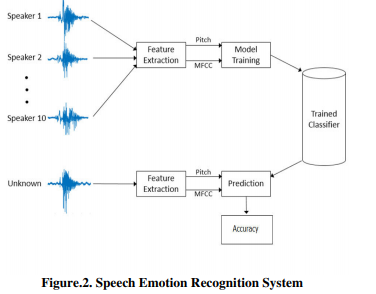 Speaker 1
Speaker 2
Speaker 10
Feature
Extraction
Pitch
MFCC
Model
Training
Trained
Classifier
Unknown
Feature
Extraction
Pitch
MFCC
Prediction
Accuracy
Figure.2. Speech Emotion Recognition System